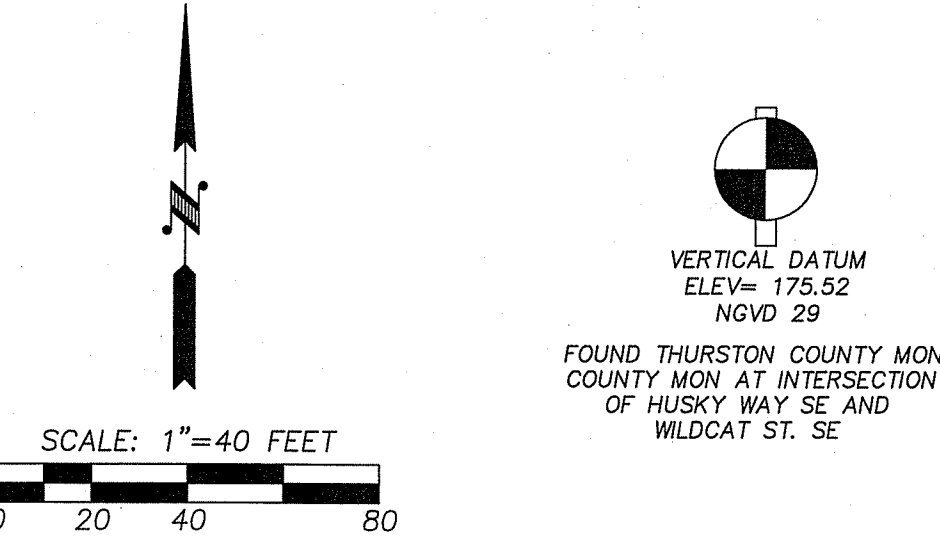 VERTICAL DATUM
ELEV= 175.52
NGVD 29
FOUND THURSTON COUNTY MON
COUNTY MON AT INTERSECTION
OF HUSKY WAY SE AND
WILDCAT ST. SE
SCALE: 1"=40 FEET
0 20 40 80